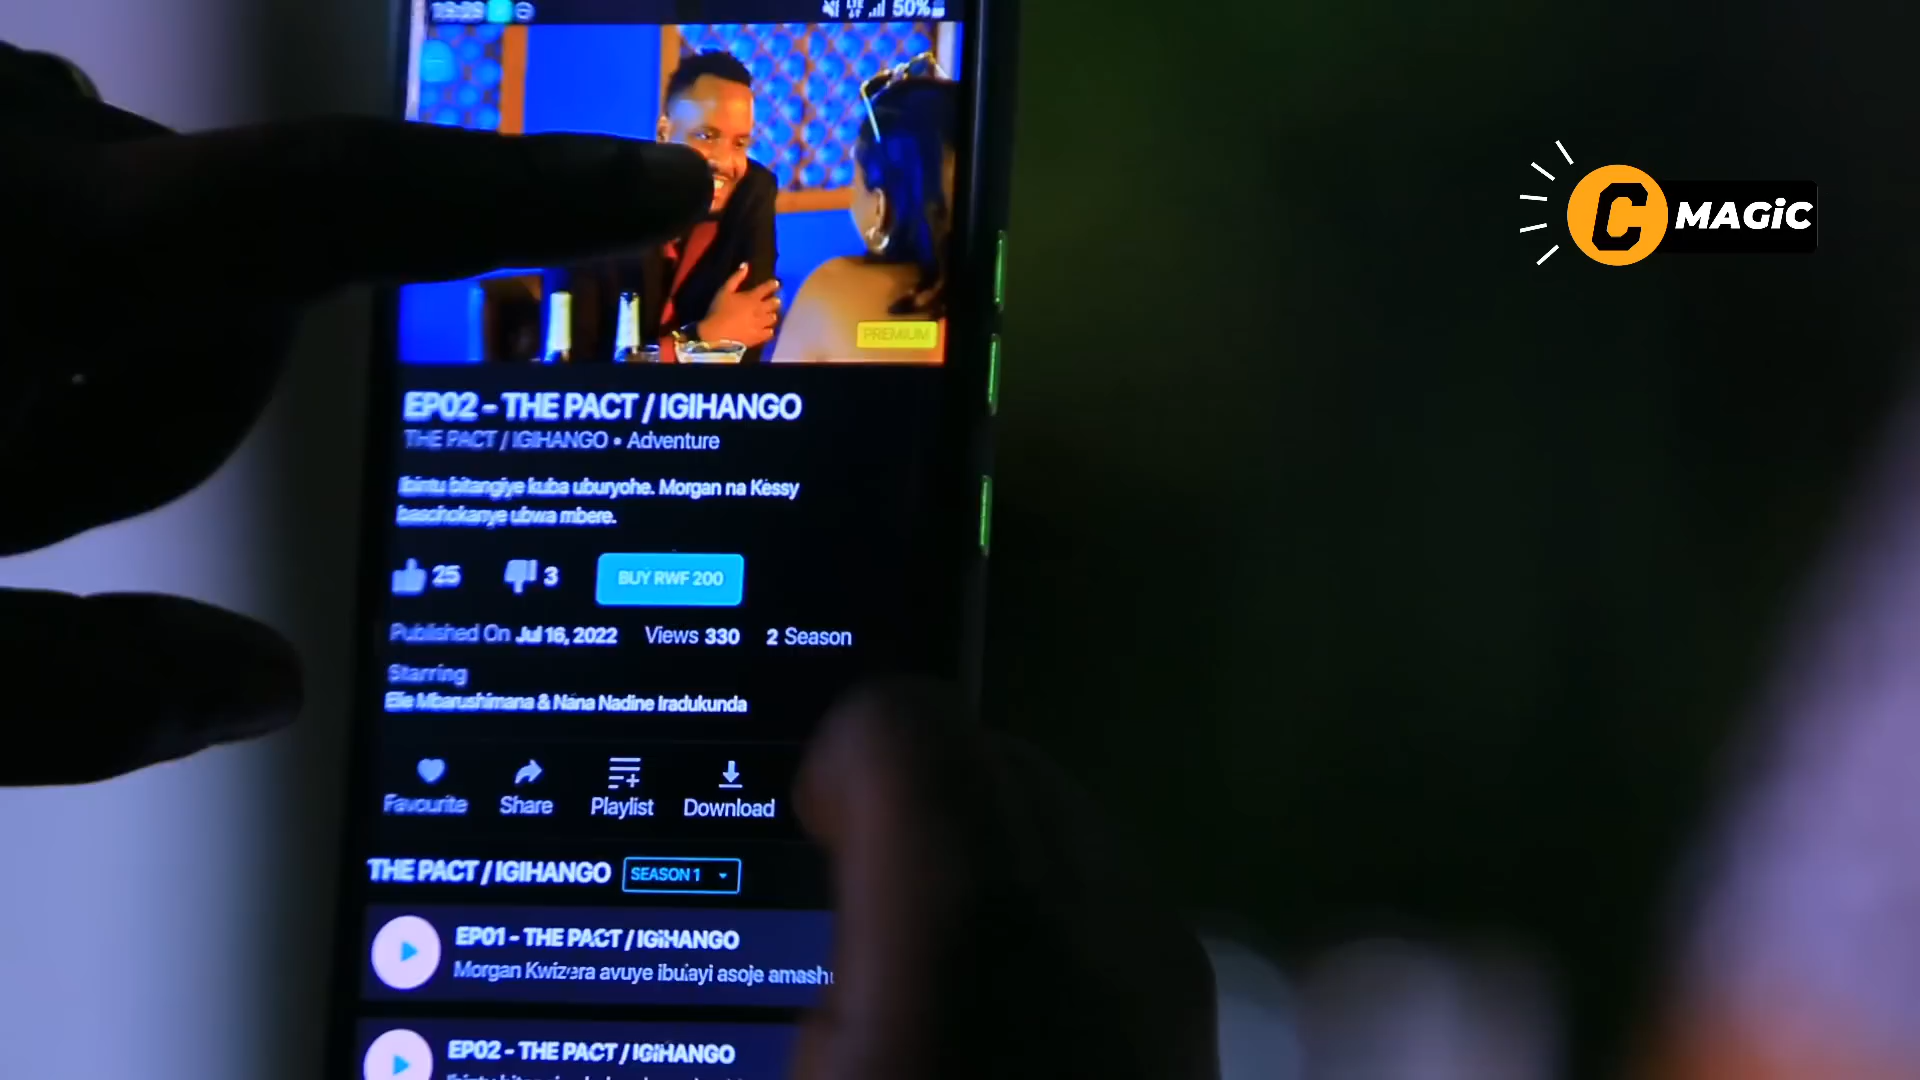 50%
PREMIUM
C MAGiC
EP02 - THE PACT / IGIHANGO
THE PACT / IGIHANGO • Adventure
Ibintu bitangiye kuba uburyohe. Morgan na Kessy
ubwa mbere.
25
3
BUY RWF 200
Published On Jul 16, 2022
Views 330
2 Season
Starring
Elie Mbarushimana & Nana Nadine Iradukunda
Favourite
Share
Playlist
Download
THE PACT / IGIHANGO
SEASON 1
EP01 - THE PACT / IGIHANGO
Morgan Kwizera avuye ibulayi asoje
EP02 - THE PACT / IGIHANGO